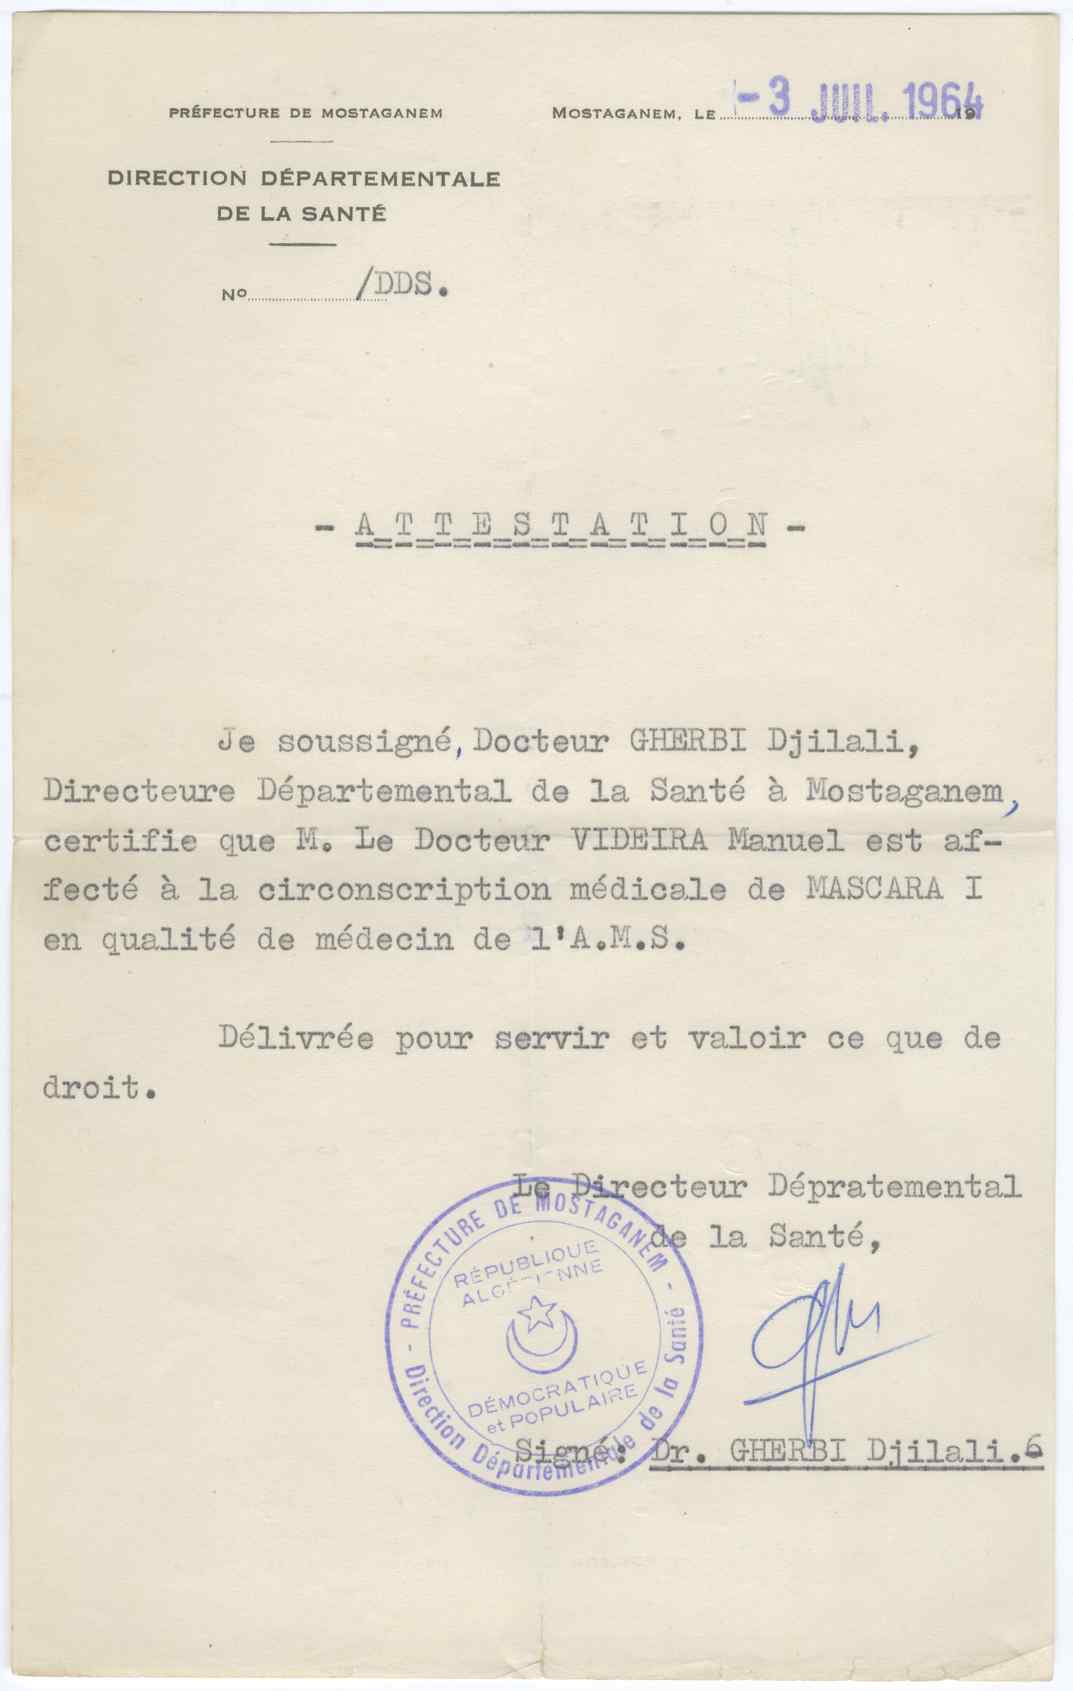 PRÉFECTURE DE MOSTAGANEM
MOSTAGANEM, LE -3 JUIL. 1964 19
DIRECTION DÉPARTEMENTALE
DE LA SANTÉ
No /DDS.
- A T T E S T A T I O N -
Je soussigné, Docteur GHERBI Djilali,
Directeure Départemental de la Santé à Mostaganem,
certifie que M. Le Docteur VIDEIRA Manuel est af-
fecté à la circonscription médicale de MASCARA I
en qualité de médecin de l'A.M.S.
Délivrée pour servir et valoir ce que de
droit.
Le Directeur Dépratemental
de la Santé,
- PRÉFECTURE DE MOSTAGANEM -
Direction Départementale de la Santé
RÉPUBLIQUE
ALGÉRIENNE
DÉMOCRATIQUE
et POPULAIRE
Signé: Dr. GHERBI Djilali.6